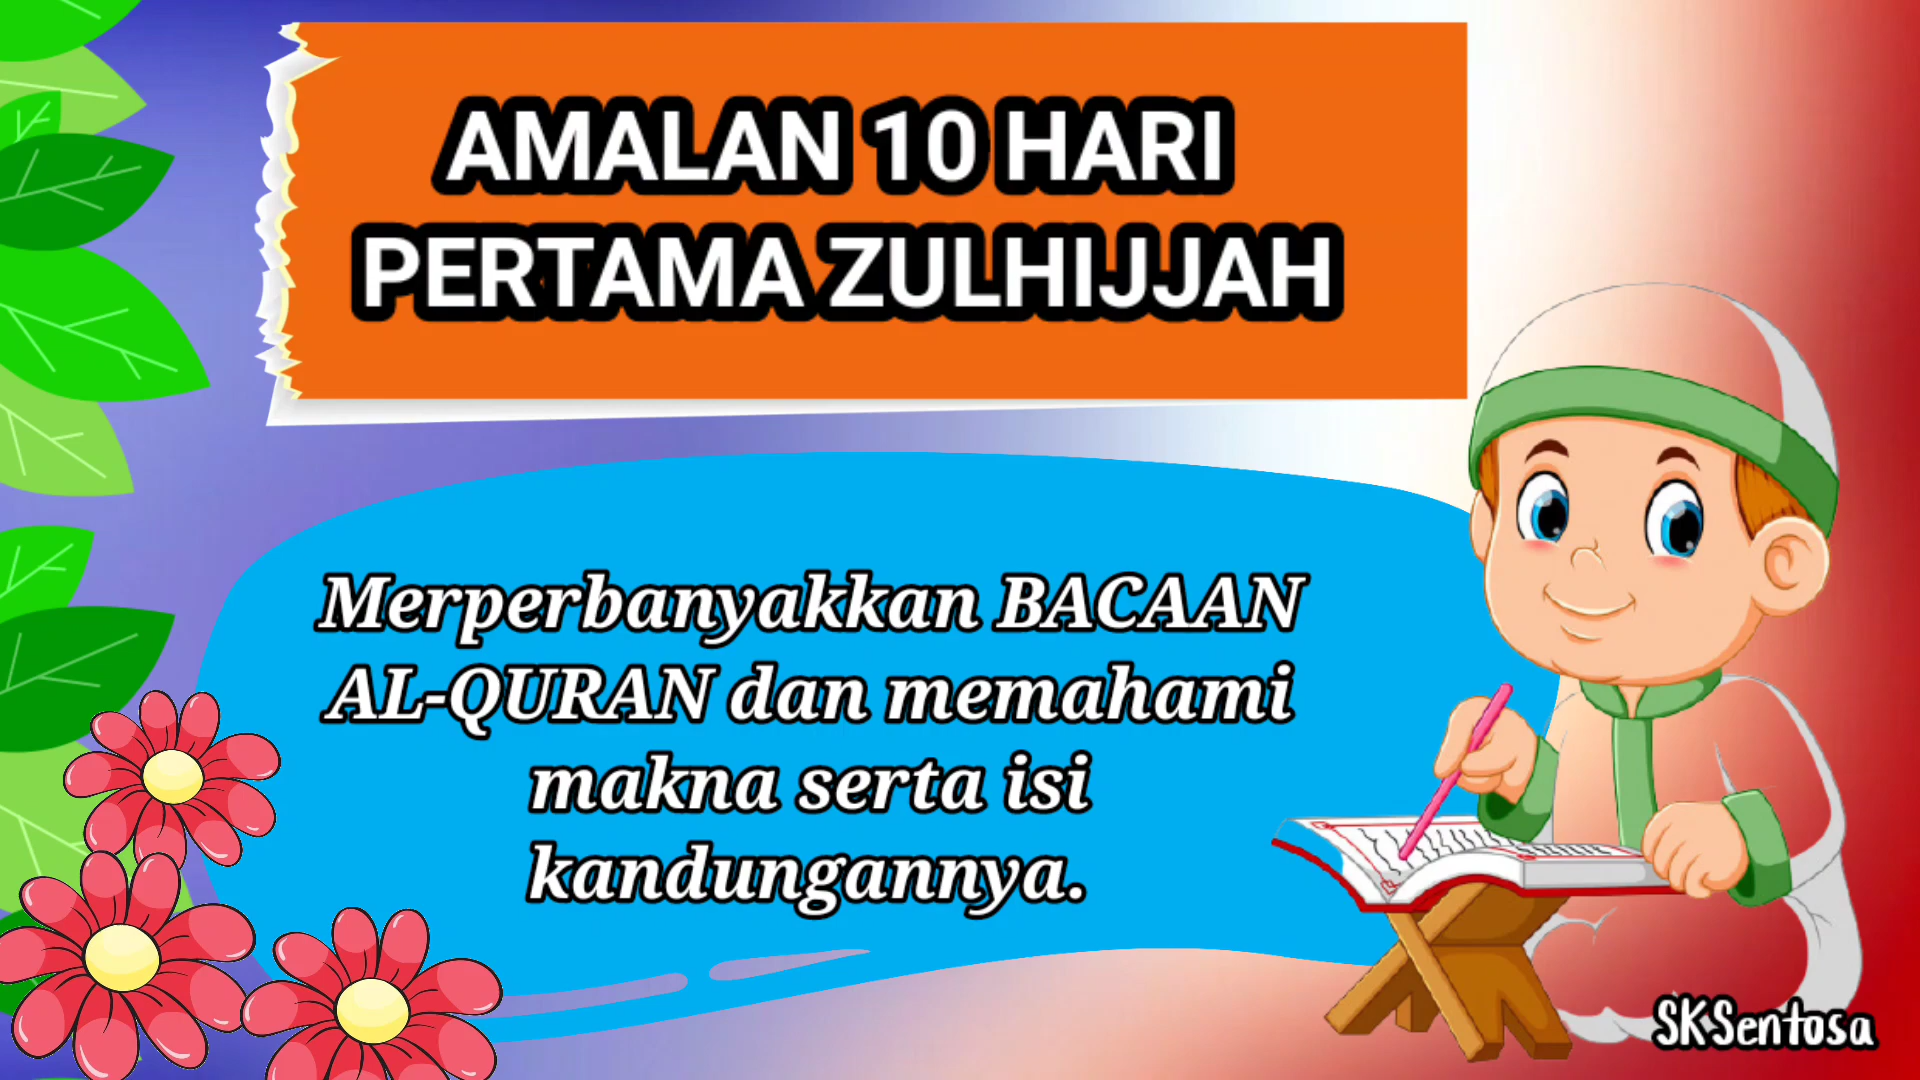 AMALAN 10 HARI
PERTAMA ZULHIJJAH
Merperbanyakkan BACAAN
AL-QURAN dan memahami
makna serta isi
kandungannya.
SKSentosa